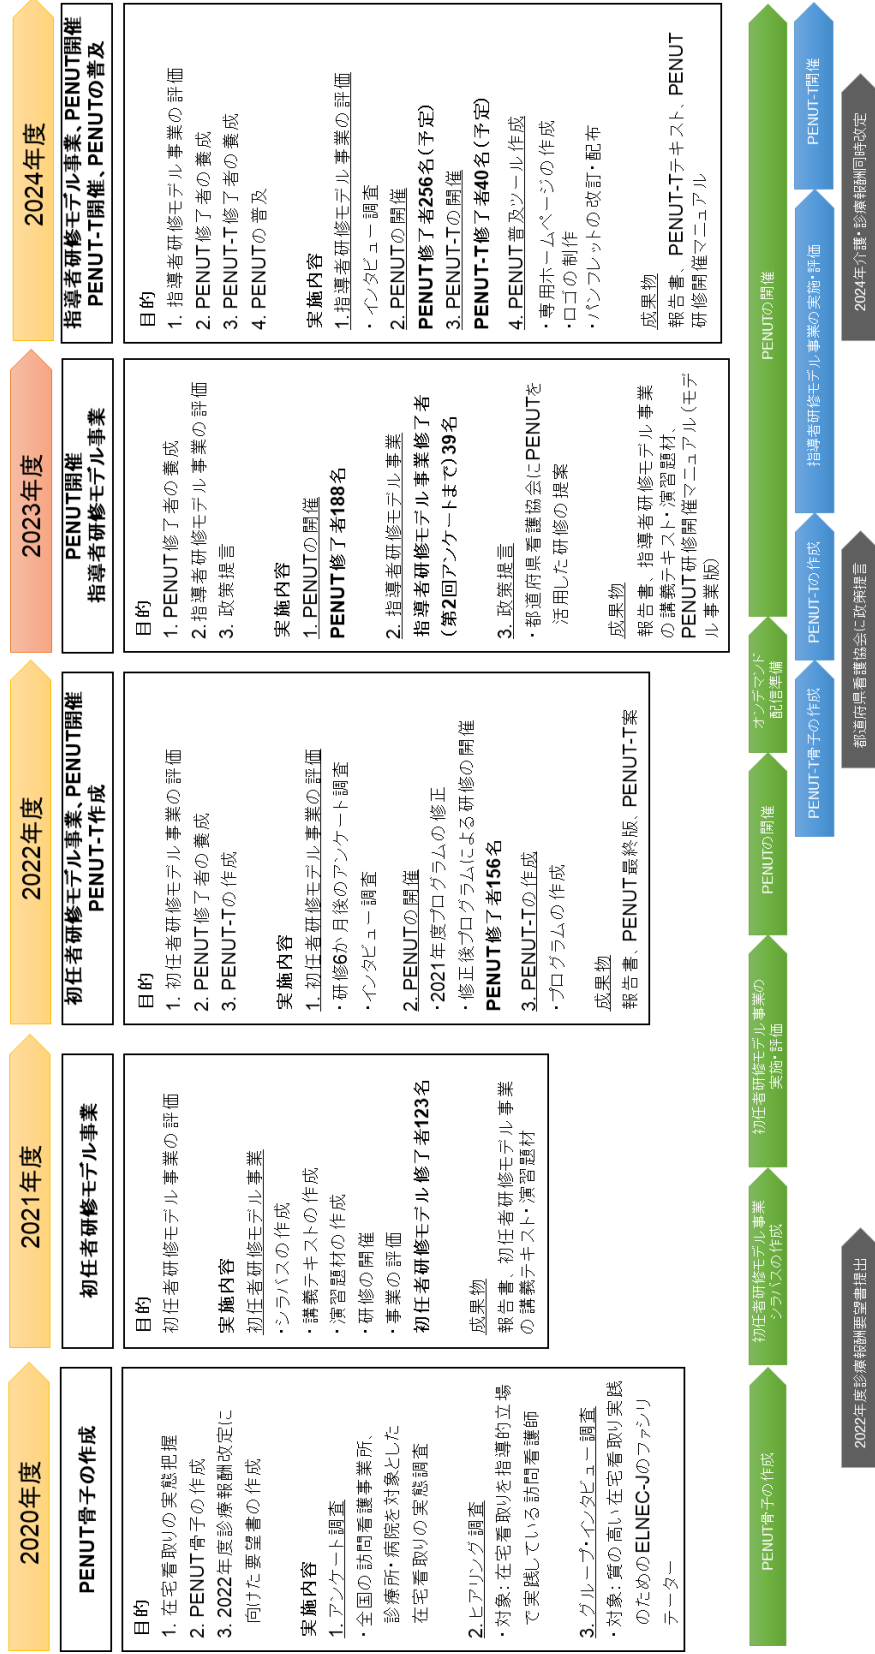 2020年度
PENUT骨子の作成
目的
1. 在宅看取りの実態把握
2. PENUT骨子の作成
3. 2022年度診療報酬改定に
向けた要望書の作成
実施内容
1. アンケート調査
・全国の訪問看護事業所、
診療所・病院を対象とした
在宅看取りの実態調査
2. ヒアリング調査
・対象：在宅看取りを指導的立場
で実践している訪問看護師
3. グループ・インタビュー調査
・対象：質の高い在宅看取り実践
のためのELNEC-Jのファシリ
テーター
2021年度
初任者研修モデル事業
目的
初任者研修モデル事業の評価
実施内容
初任者研修モデル事業
・シラバスの作成
・講義テキストの作成
・演習題材の作成
・研修の開催
・事業の評価
初任者研修モデル修了者123名
成果物
報告書、初任者研修モデル事業
の講義テキスト・演習題材
2022年度
初任者研修モデル事業、PENUT開催
PENUT-T作成
目的
1. 初任者研修モデル事業の評価
2. PENUT修了者の養成
3. PENUT-Tの作成
実施内容
1. 初任者研修モデル事業の評価
・研修6か月後のアンケート調査
・インタビュー調査
2. PENUTの開催
・2021年度プログラムの修正
・修正後プログラムによる研修の開催
PENUT修了者156名
3. PENUT-Tの作成
・プログラムの作成
成果物
報告書、PENUT最終版、PENUT-T案
2023年度
PENUT開催
指導者研修モデル事業
目的
1. PENUT修了者の養成
2.指導者研修モデル事業の評価
3. 政策提言
実施内容
1. PENUTの開催
PENUT修了者188名
2. 指導者研修モデル事業
指導者研修モデル事業修了者
（第2回アンケートまで）39名
3. 政策提言
・都道府県看護協会にPENUTを
活用した研修の提案
成果物
報告書、指導者研修モデル事業
の講義テキスト・演習題材、
PENUT研修開催マニュアル（モデ
ル事業版）
2024年度
指導者研修モデル事業、PENUT開催
PENUT-T開催、PENUTの普及
目的
1. 指導者研修モデル事業の評価
2. PENUT修了者の養成
3. PENUT-T修了者の養成
4. PENUTの普及
実施内容
1.指導者研修モデル事業の評価
・インタビュー調査
2. PENUTの開催
PENUT修了者256名（予定）
3. PENUT-Tの開催
PENUT-T修了者40名（予定）
4. PENUT普及ツール作成
・専用ホームページの作成
・ロゴの制作
・パンフレットの改訂・配布
成果物
報告書、PENUT-Tテキスト、PENUT
研修開催マニュアル
PENUT骨子の作成
初任者研修モデル事業
シラバスの作成
初任者研修モデル事業の
実施・評価
PENUTの開催
オンデマンド
配信準備
PENUTの開催
PENUT-T骨子の作成
PENUT-Tの作成
指導者研修モデル事業の実施・評価
PENUT-T開催
2022年度診療報酬要望書提出
都道府県看護協会に政策提言
2024年介護・診療報酬同時改定